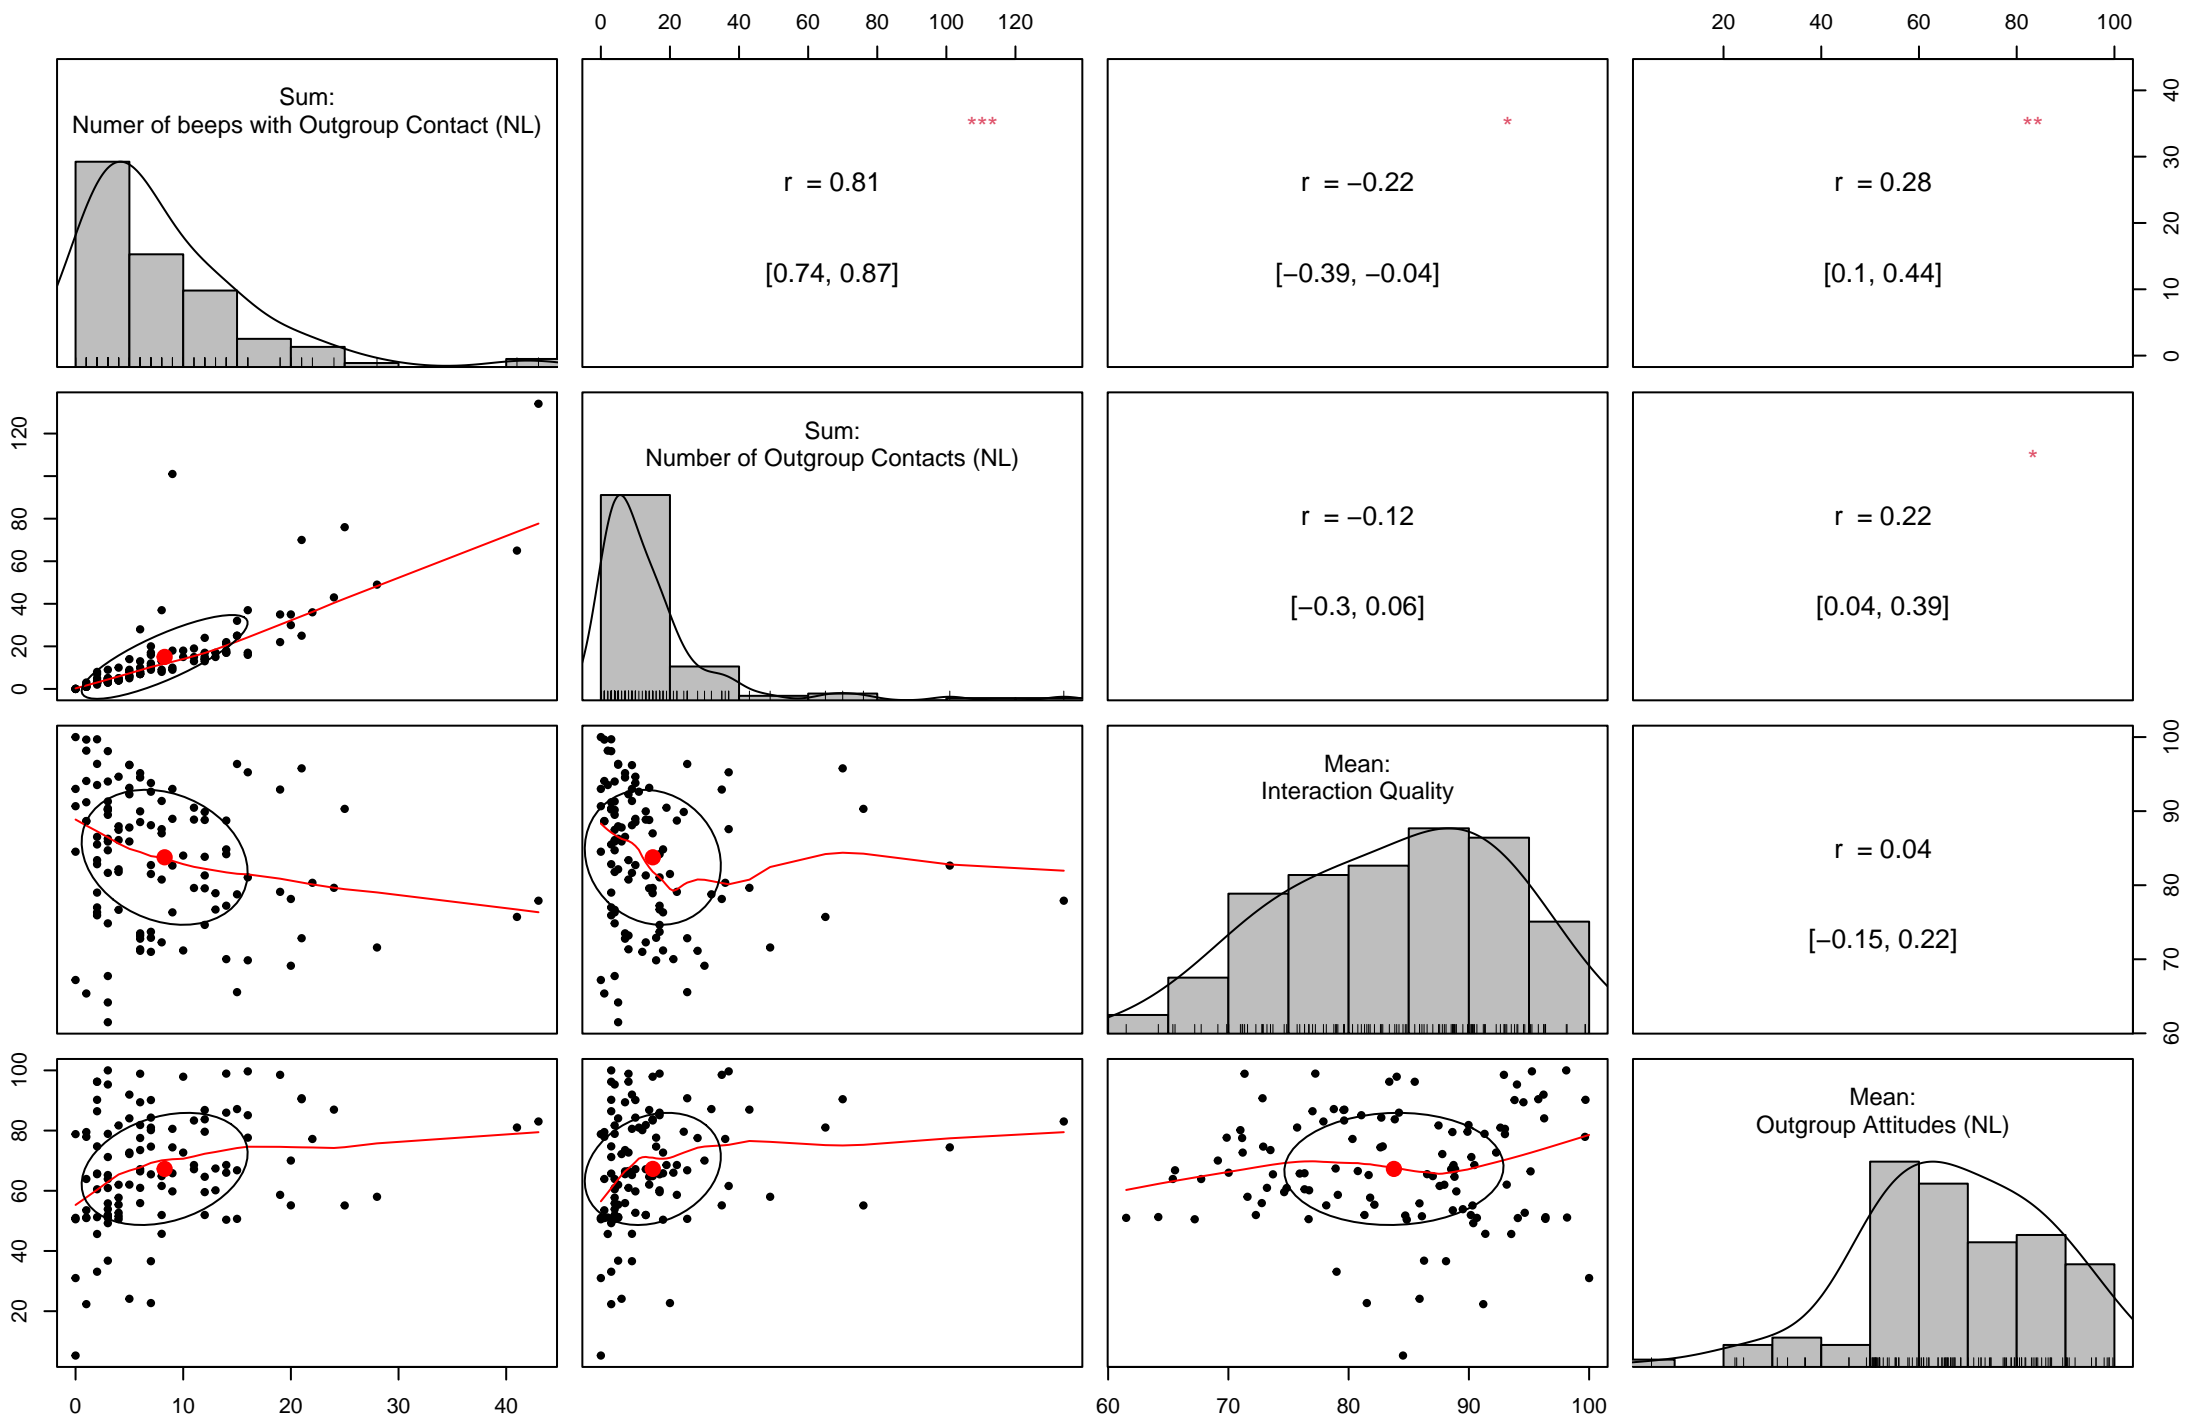 0 20 40 60 80 100 120
20 40 60 80 100
Sum:
Numer of beeps with Outgroup Contact (NL)
***
r = 0.81
[0.74, 0.87]
*
r = −0.22
[−0.39, −0.04]
**
r = 0.28
[0.1, 0.44]
40
30
20
10
0
120
80
60
40
20
0
Sum:
Number of Outgroup Contacts (NL)
r = −0.12
[−0.3, 0.06]
*
r = 0.22
[0.04, 0.39]
Mean:
Interaction Quality
r = 0.04
[−0.15, 0.22]
100
90
80
70
60
100
80
60
40
20
Mean:
Outgroup Attitudes (NL)
0 10 20 30 40
60 70 80 90 100